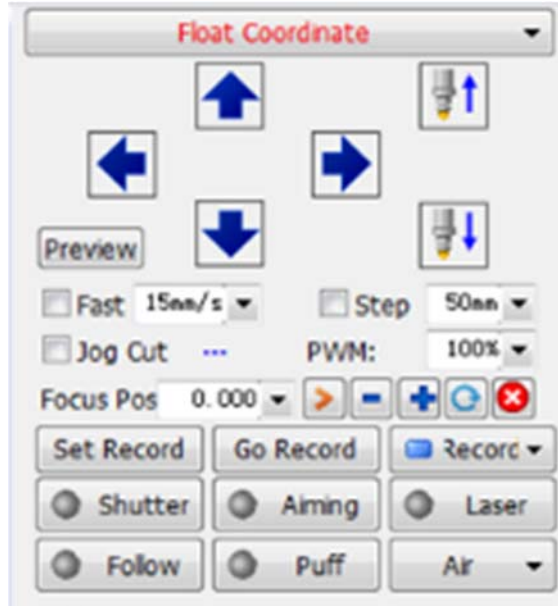 Float Coordinate
Preview
Fast 15mm/s Step 50mm
Jog Cut --- PWM: 100%
Focus Pos 0.000
Set Record Go Record Record
Shutter Aiming Laser
Follow Puff Air